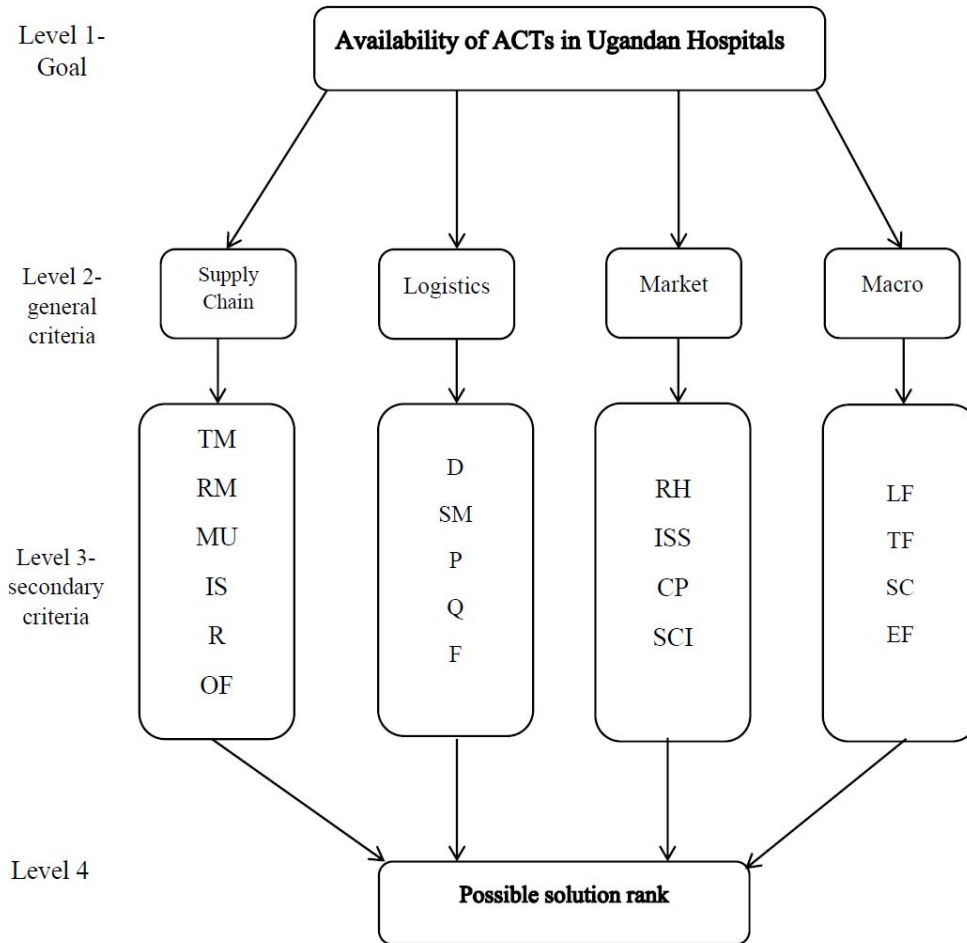 Level 1-
Goal
Availability of ACTs in Ugandan Hospitals
Level 2-
general
criteria
Supply
Chain
Logistics
Market
Macro
Level 3-
secondary
criteria
TM
RM
MU
IS
R
OF
D
SM
P
Q
F
RH
ISS
CP
SCI
LF
TF
SC
EF
Level 4
Possible solution rank